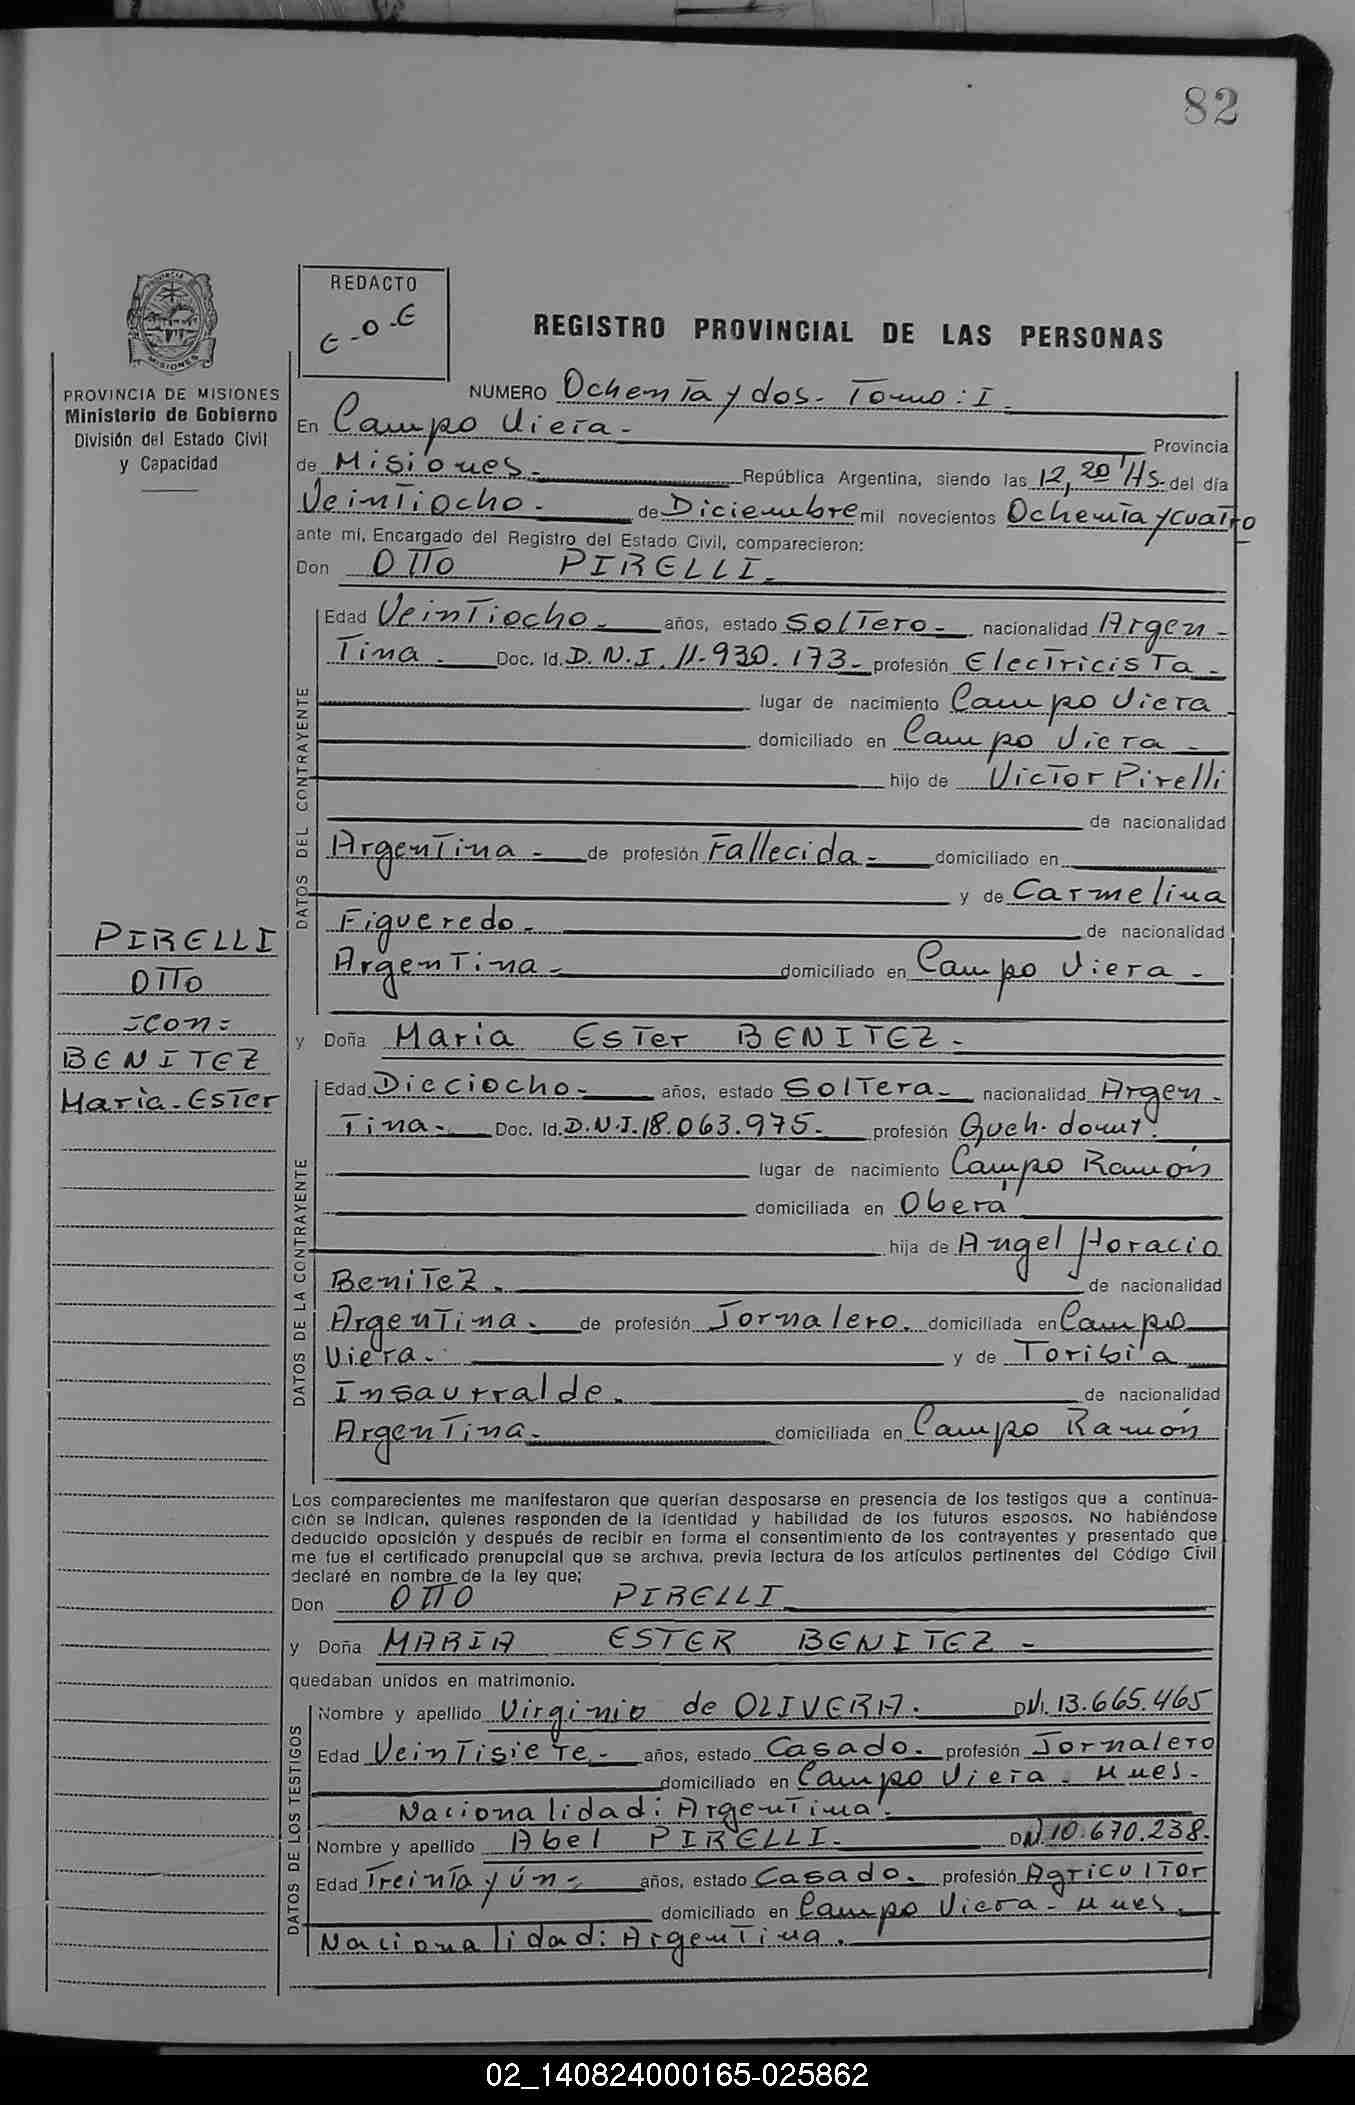 82
REDACTO
E-O-E
REGISTRO PROVINCIAL DE LAS PERSONAS
PROVINCIA DE MISIONES
Ministerio de Gobierno
División del Estado Civil
y Capacidad
NUMERO Ochenta y dos. Tomo: I.
En Campo Viera.
Provincia
de Misiones. República Argentina, siendo las 12,20 Hs. del día
Veintiocho. de Diciembre mil novecientos Ochenta y cuatro
ante mí, Encargado del Registro del Estado Civil, comparecieron:
Don OTTO PIRELLI.
DATOS DEL CONTRAYENTE
Edad Veintiocho. años, estado Soltero. nacionalidad Argen-
tina. Doc. Id. D.N.I. 11.930.173. profesión Electricista.
lugar de nacimiento Campo Viera
domiciliado en Campo Viera.
hijo de Victor Pirelli
de nacionalidad
Argentina. de profesión Fallecida. domiciliado en
y de Carmelina
Figueredo. de nacionalidad
Argentina. domiciliado en Campo Viera.
PIRELLI
OTTO
=con=
BENITEZ
Maria-Ester
y Doña Maria Ester BENITEZ.
DATOS DE LA CONTRAYENTE
Edad Dieciocho. años, estado Soltera. nacionalidad Argen-
tina. Doc. Id. D.N.I. 18.063.975. profesión Queh. domt.
lugar de nacimiento Campo Ramón
domiciliada en Oberá
hija de Angel Horacio
Benitez. de nacionalidad
Argentina. de profesión Jornalero. domiciliada en Campo
Viera. y de Toribia
Insaurralde. de nacionalidad
Argentina. domiciliada en Campo Ramón
Los comparecientes me manifestaron que querían desposarse en presencia de los testigos que a continua-
ción se indican, quienes responden de la identidad y habilidad de los futuros esposos. No habiéndose
deducido oposición y después de recibir en forma el consentimiento de los contrayentes y presentado que
me fue el certificado prenupcial que se archiva, previa lectura de los artículos pertinentes del Código Civil
declaré en nombre de la ley que;
Don OTTO PIRELLI
y Doña MARIA ESTER BENITEZ.
quedaban unidos en matrimonio.
DATOS DE LOS TESTIGOS
Nombre y apellido Virginio de OLIVERA. DNI. 13.665.465
Edad Veintisiete. años, estado Casado. profesión Jornalero
domiciliado en Campo Viera. Mnes.
Nacionalidad: Argentina.
Nombre y apellido Abel PIRELLI. DNI 10.670.238.
Edad Treinta y ún. años, estado Casado. profesión Agricultor
domiciliado en Campo Viera. Mnes.
Nacionalidad: Argentina.
02_140824000165-025862